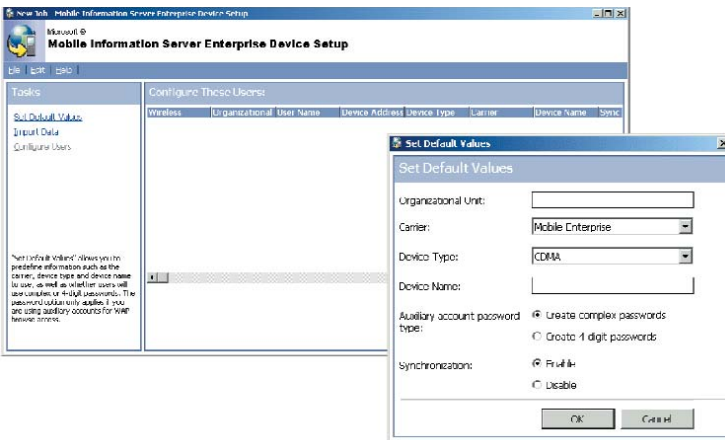 New Job - Mobile Information Server Enterprise Device Setup
Microsoft ®
Mobile Information Server Enterprise Device Setup
File Edit Help
Tasks
Set Default Values
Import Data
Configure Users
"Set Default Values" allows you to
predefine information such as the
carrier, device type and device name
to use, as well as whether users will
use complex or 4-digit passwords. The
password option only applies if you
are using auxiliary accounts for WAP
browse access.
Configure These Users:
Wireless Organizational User Name Device Address Device Type Carrier Device Name Sync
Set Default Values
Set Default Values
Organizational Unit:
Carrier:
Mobile Enterprise
Device Type:
CDMA
Device Name:
Auxiliary account password
type:
Create complex passwords
Create 4 digit passwords
Synchronization:
Enable
Disable
OK
Cancel